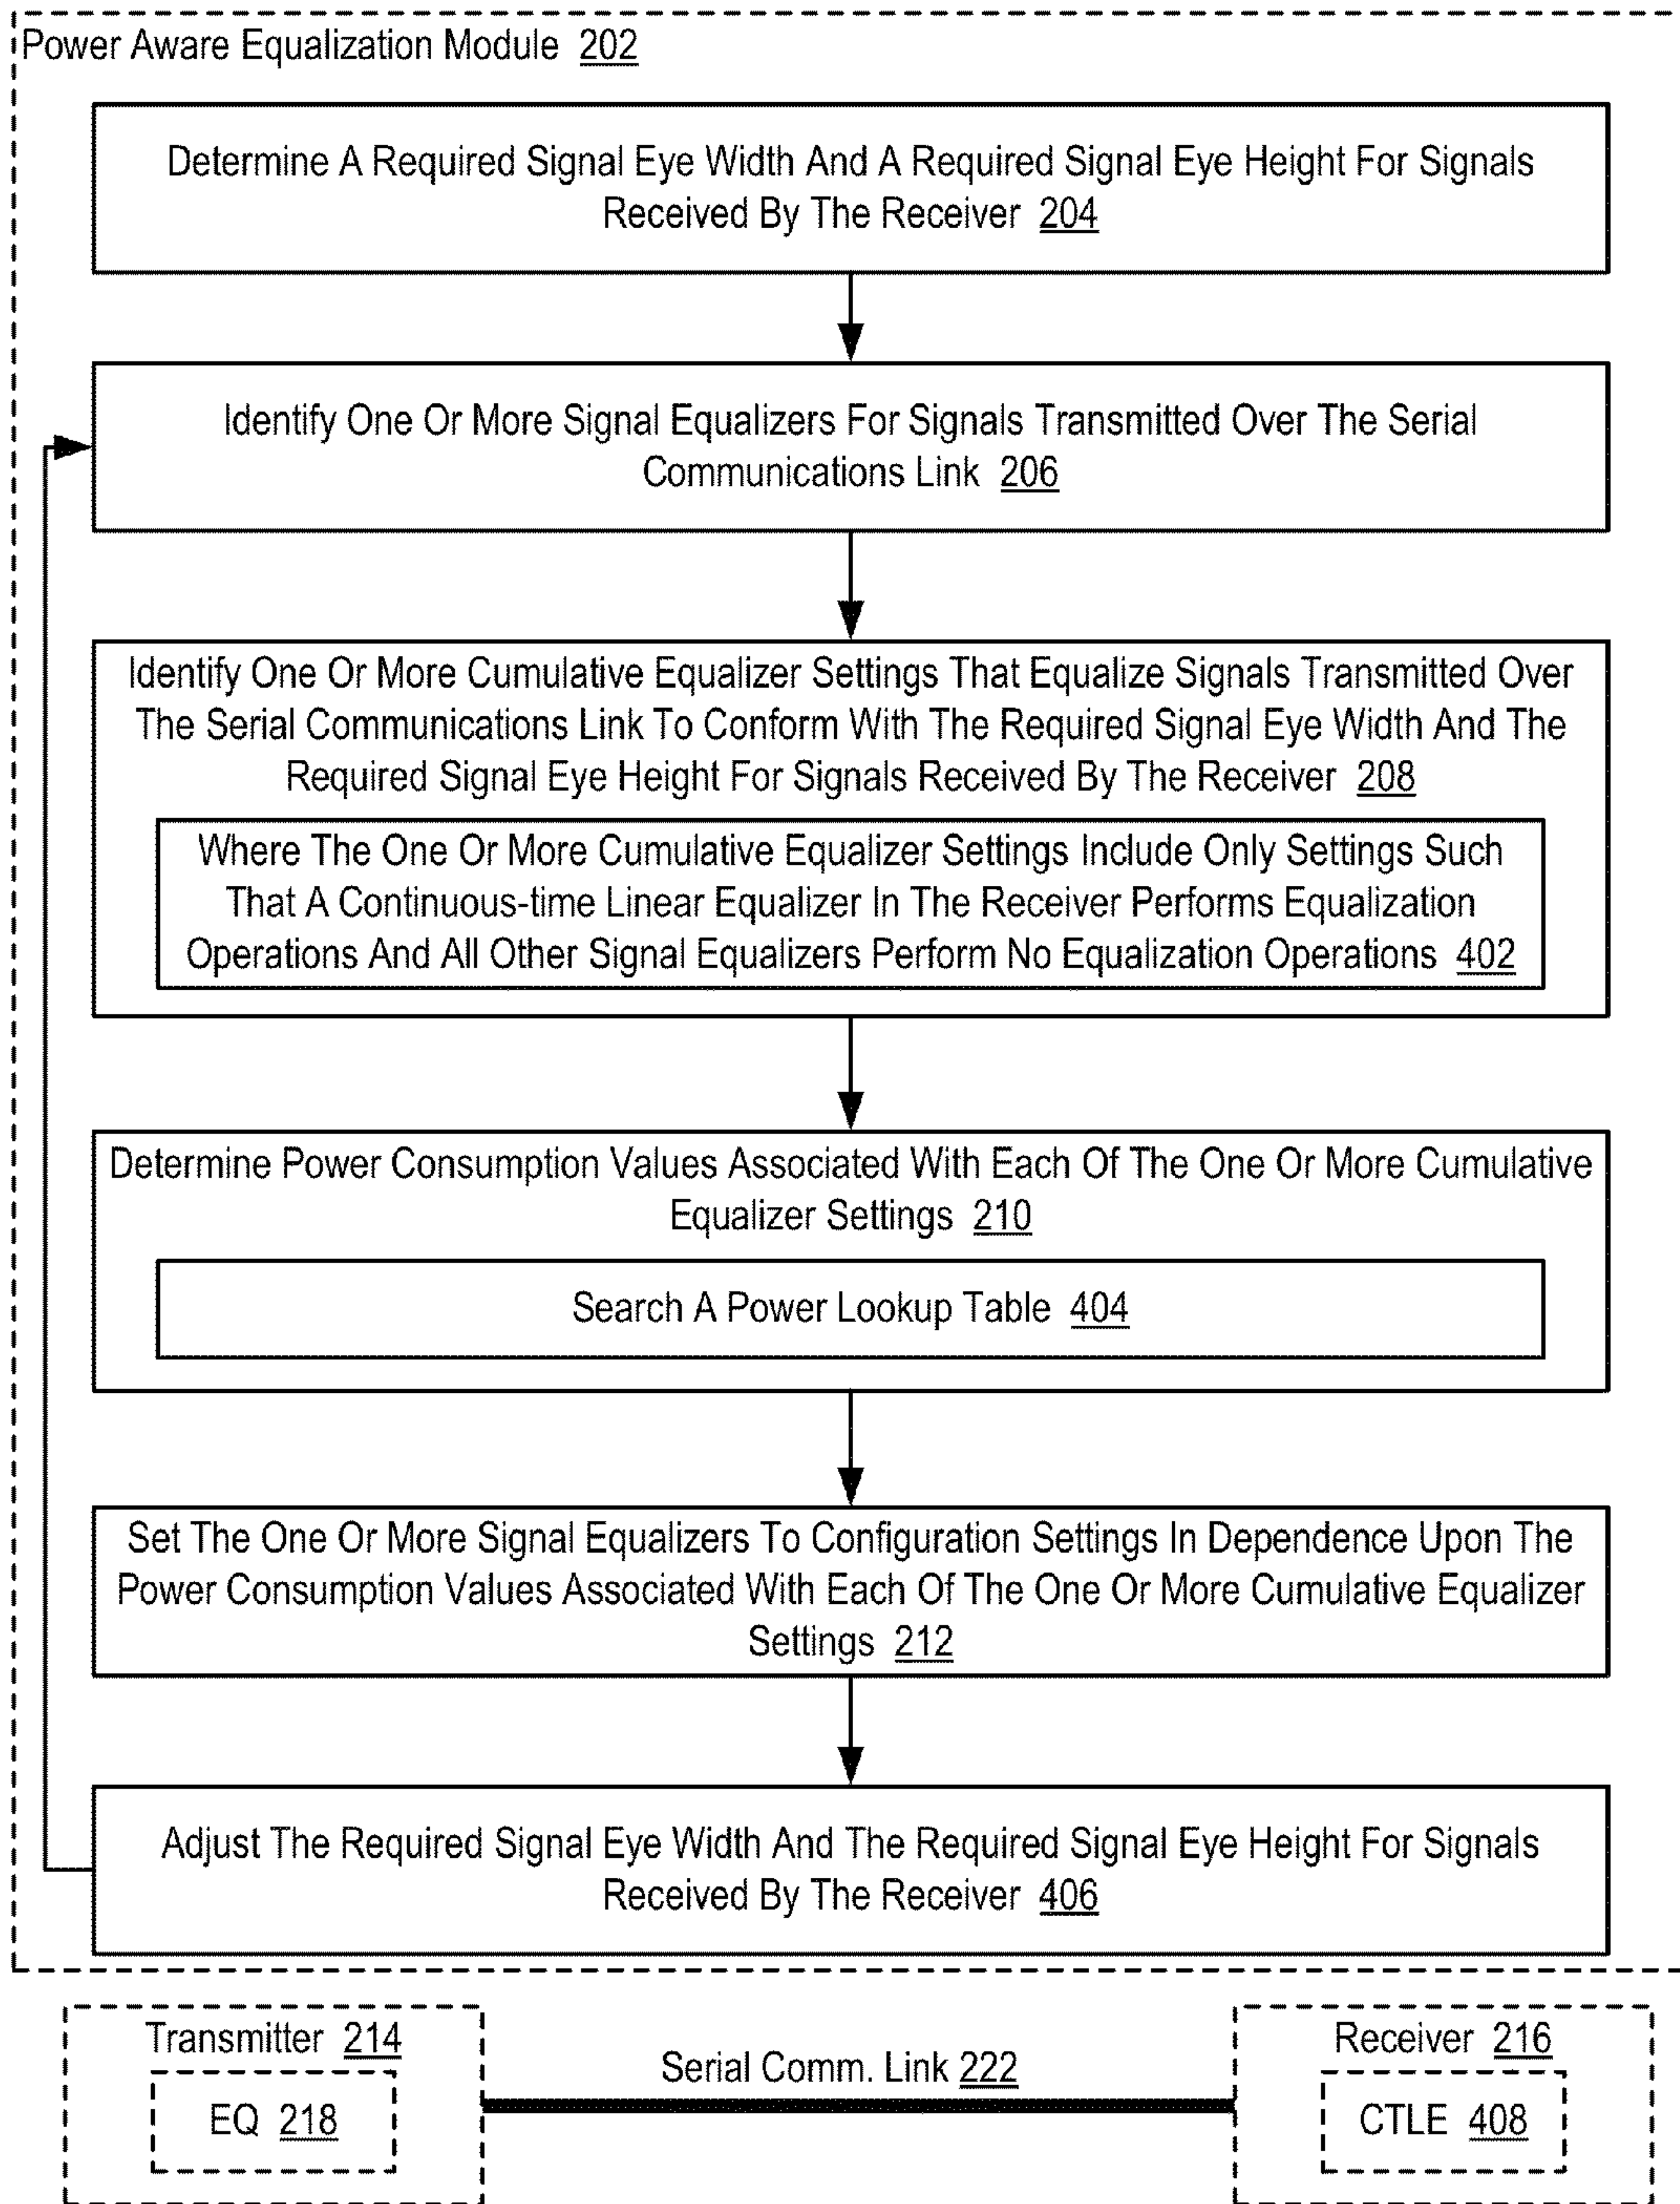 Power Aware Equalization Module 202
Determine A Required Signal Eye Width And A Required Signal Eye Height For Signals
Received By The Receiver 204
Identify One Or More Signal Equalizers For Signals Transmitted Over The Serial
Communications Link 206
Identify One Or More Cumulative Equalizer Settings That Equalize Signals Transmitted Over
The Serial Communications Link To Conform With The Required Signal Eye Width And The
Required Signal Eye Height For Signals Received By The Receiver 208
Where The One Or More Cumulative Equalizer Settings Include Only Settings Such
That A Continuous-time Linear Equalizer In The Receiver Performs Equalization
Operations And All Other Signal Equalizers Perform No Equalization Operations 402
Determine Power Consumption Values Associated With Each Of The One Or More Cumulative
Equalizer Settings 210
Search A Power Lookup Table 404
Set The One Or More Signal Equalizers To Configuration Settings In Dependence Upon The
Power Consumption Values Associated With Each Of The One Or More Cumulative Equalizer
Settings 212
Adjust The Required Signal Eye Width And The Required Signal Eye Height For Signals
Received By The Receiver 406
Transmitter 214
EQ 218
Serial Comm. Link 222
Receiver 216
CTLE 408